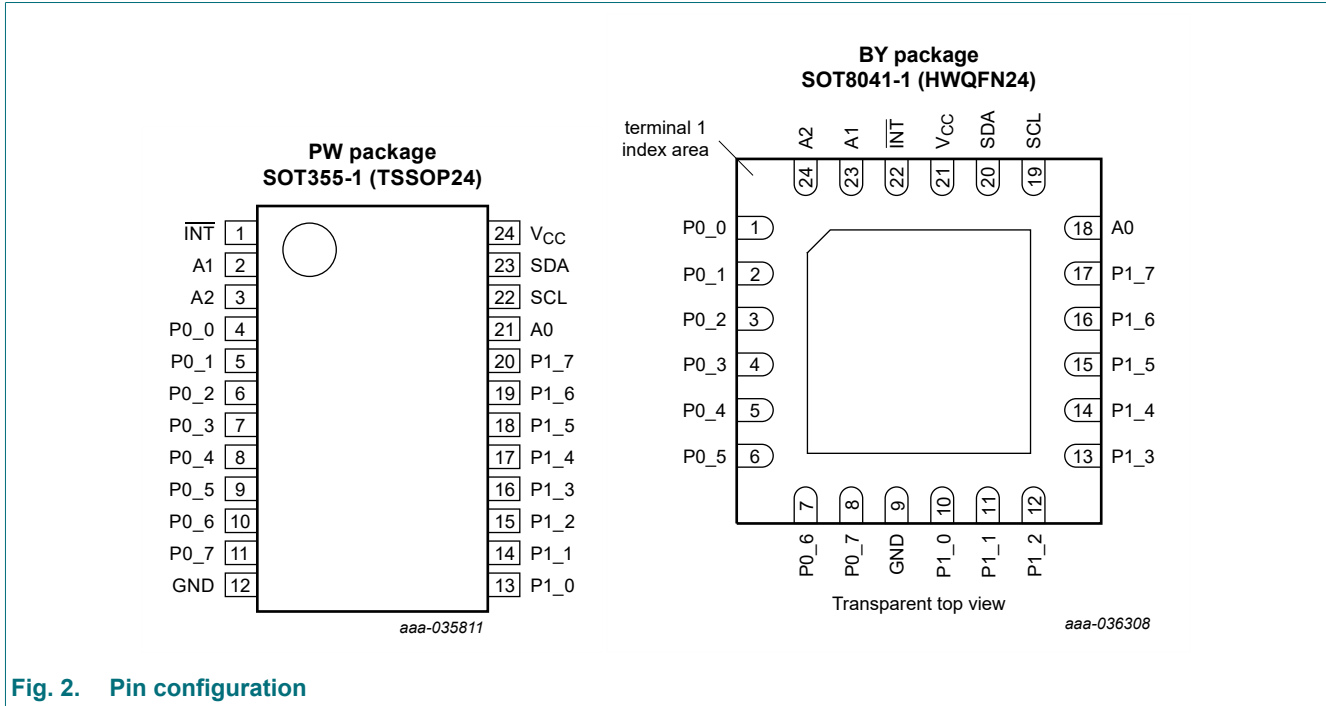 PW package
SOT355-1 (TSSOP24)
INT 1
A1 2
A2 3
P0_0 4
P0_1 5
P0_2 6
P0_3 7
P0_4 8
P0_5 9
P0_6 10
P0_7 11
GND 12
24 VCC
23 SDA
22 SCL
21 A0
20 P1_7
19 P1_6
18 P1_5
17 P1_4
16 P1_3
15 P1_2
14 P1_1
13 P1_0
aaa-035811
BY package
SOT8041-1 (HWQFN24)
terminal 1
index area
A2 A1 INT VCC SDA SCL
24 23 22 21 20 19
P0_0 1
P0_1 2
P0_2 3
P0_3 4
P0_4 5
P0_5 6
18 A0
17 P1_7
16 P1_6
15 P1_5
14 P1_4
13 P1_3
7 8 9 10 11 12
P0_6 P0_7 GND P1_0 P1_1 P1_2
Transparent top view
aaa-036308
Fig. 2. Pin configuration